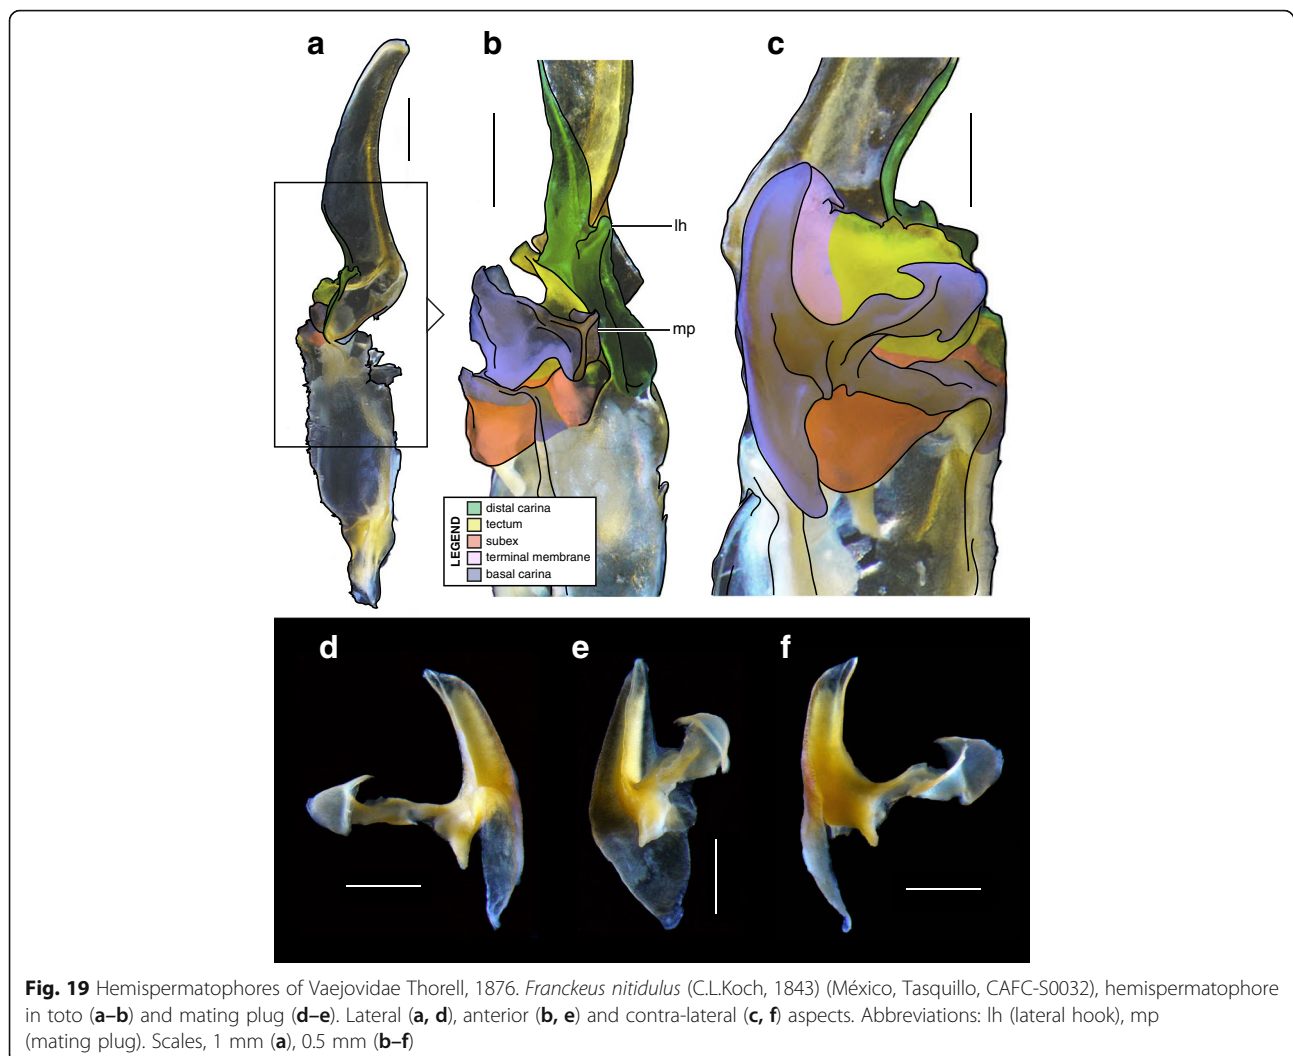 a
b
c
lh
mp
LEGEND
distal carina
tectum
subex
terminal membrane
basal carina
d
e
f
Fig. 19 Hemispermatophores of Vaejovidae Thorell, 1876. Franckeus nitidulus (C.L.Koch, 1843) (México, Tasquillo, CAFC-S0032), hemispermatophore
in toto (a–b) and mating plug (d–e). Lateral (a, d), anterior (b, e) and contra-lateral (c, f) aspects. Abbreviations: lh (lateral hook), mp
(mating plug). Scales, 1 mm (a), 0.5 mm (b–f)